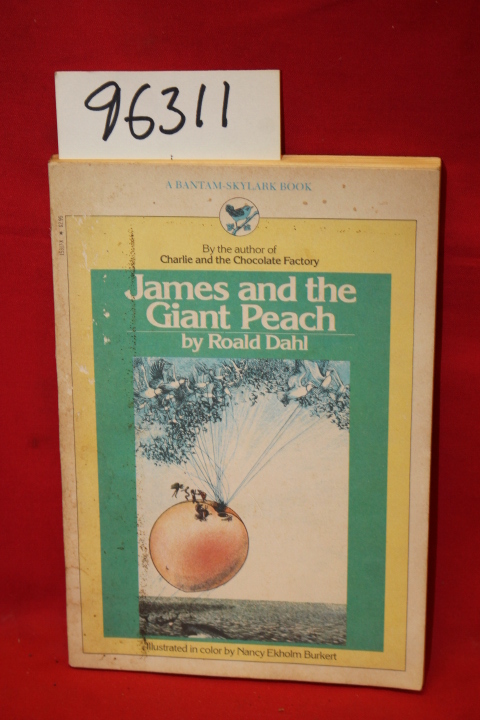 96311
A BANTAM-SKYLARK BOOK
By the author of
Charlie and the Chocolate Factory
James and the
Giant Peach
by Roald Dahl
Illustrated in color by Nancy Ekholm Burkert